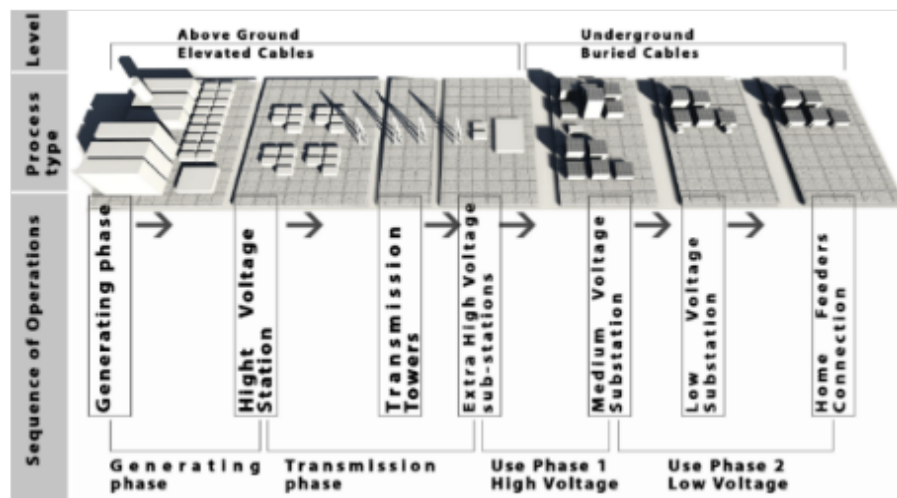 Level
Above Ground
Elevated Cables
Underground
Buried Cables
Process
type
Sequence of Operations
Generating phase
Hight Voltage
Station
Transmission
Towers
Extra High Voltage
sub-stations
Medium Voltage
Substation
Low Voltage
Substation
Home Feeders
Connection
Generating
phase
Transmission
phase
Use Phase 1
High Voltage
Use Phase 2
Low Voltage